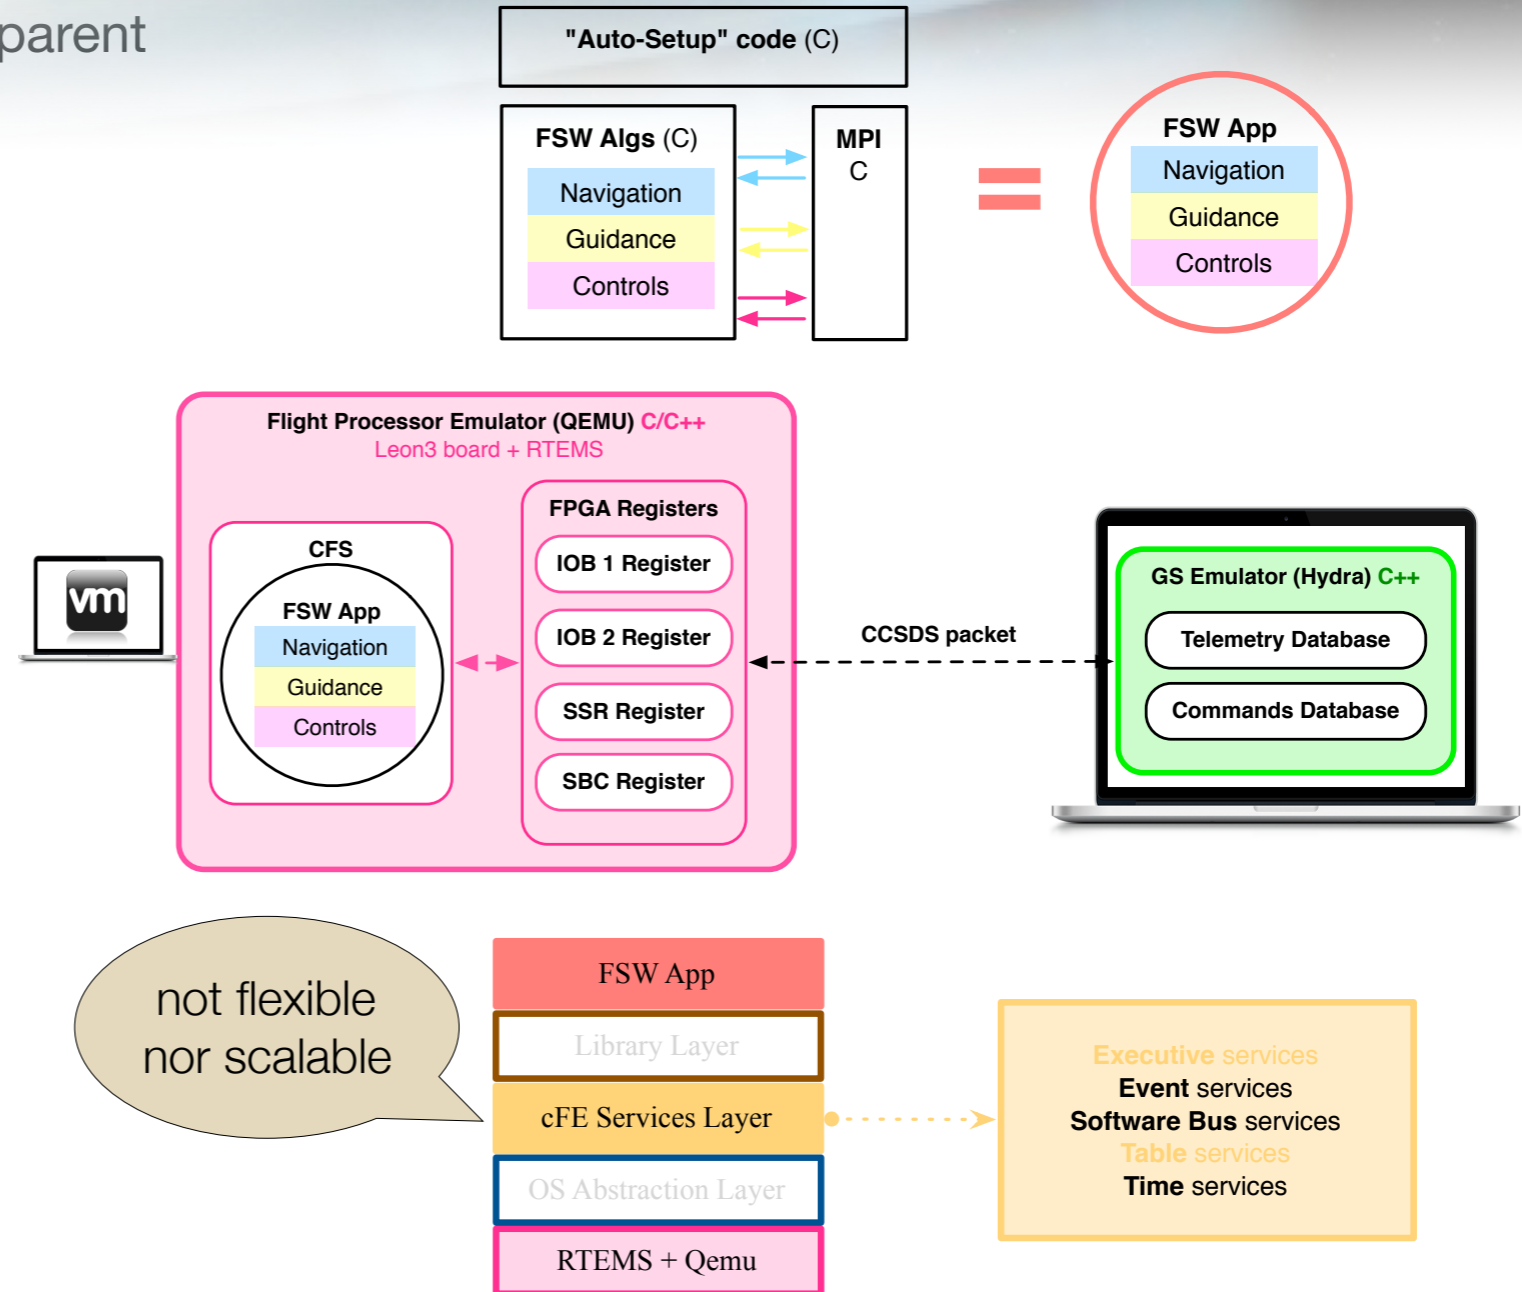 parent
"Auto-Setup" code (C)
FSW Algs (C)
Navigation
Guidance
Controls
MPI
C
=
FSW App
Navigation
Guidance
Controls
Flight Processor Emulator (QEMU) C/C++
Leon3 board + RTEMS
CFS
FSW App
Navigation
Guidance
Controls
FPGA Registers
IOB 1 Register
IOB 2 Register
SSR Register
SBC Register
vm
CCSDS packet
GS Emulator (Hydra) C++
Telemetry Database
Commands Database
not flexible
nor scalable
FSW App
Library Layer
cFE Services Layer
OS Abstraction Layer
RTEMS + Qemu
Executive services
Event services
Software Bus services
Table services
Time services